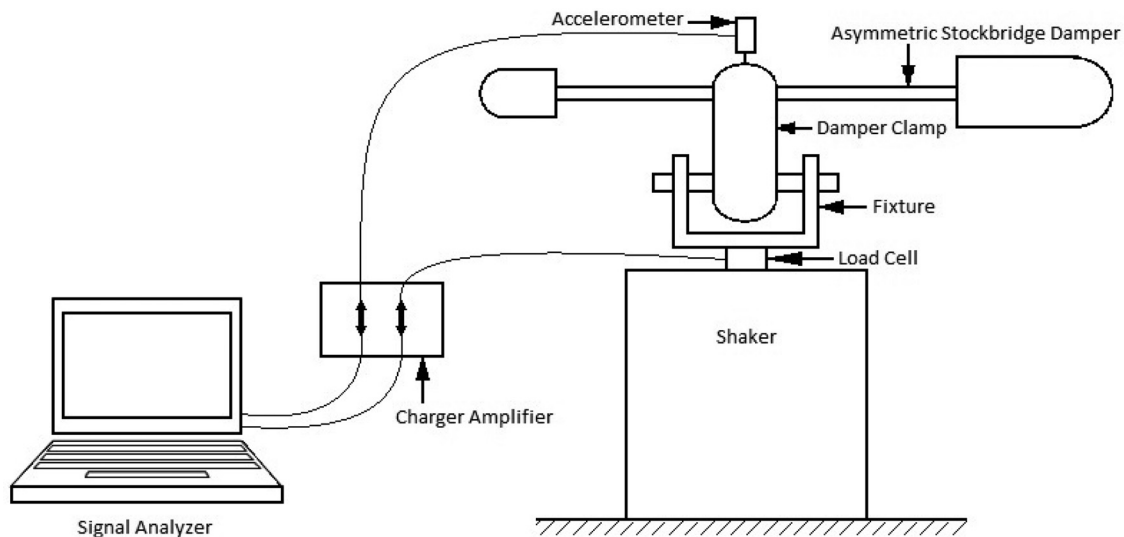 Accelerometer
Asymmetric Stockbridge Damper
Damper Clamp
Fixture
Load Cell
Shaker
Charger Amplifier
Signal Analyzer